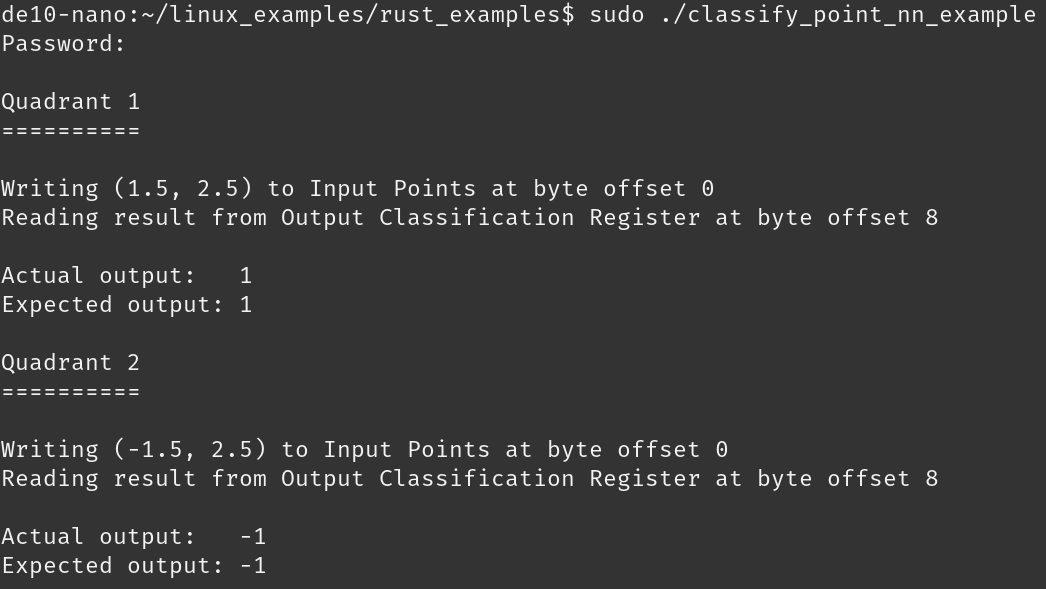 de10-nano:~/linux_examples/rust_examples$ sudo ./classify_point_nn_example
Password:
Quadrant 1
==========
Writing (1.5, 2.5) to Input Points at byte offset 0
Reading result from Output Classification Register at byte offset 8
Actual output:   1
Expected output: 1
Quadrant 2
==========
Writing (-1.5, 2.5) to Input Points at byte offset 0
Reading result from Output Classification Register at byte offset 8
Actual output:   -1
Expected output: -1